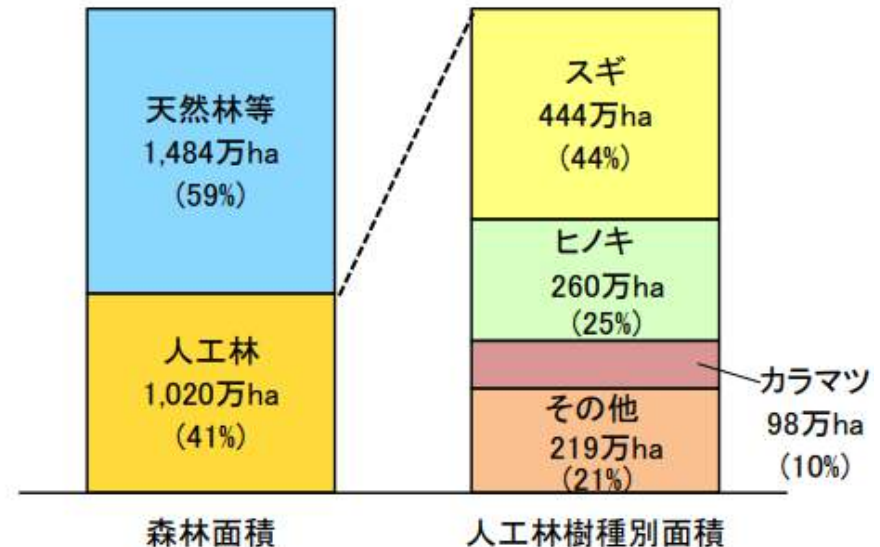 天然林等
1,484万ha
(59%)
人工林
1,020万ha
(41%)
森林面積
スギ
444万ha
(44%)
ヒノキ
260万ha
(25%)
カラマツ
98万ha
(10%)
その他
219万ha
(21%)
人工林樹種別面積